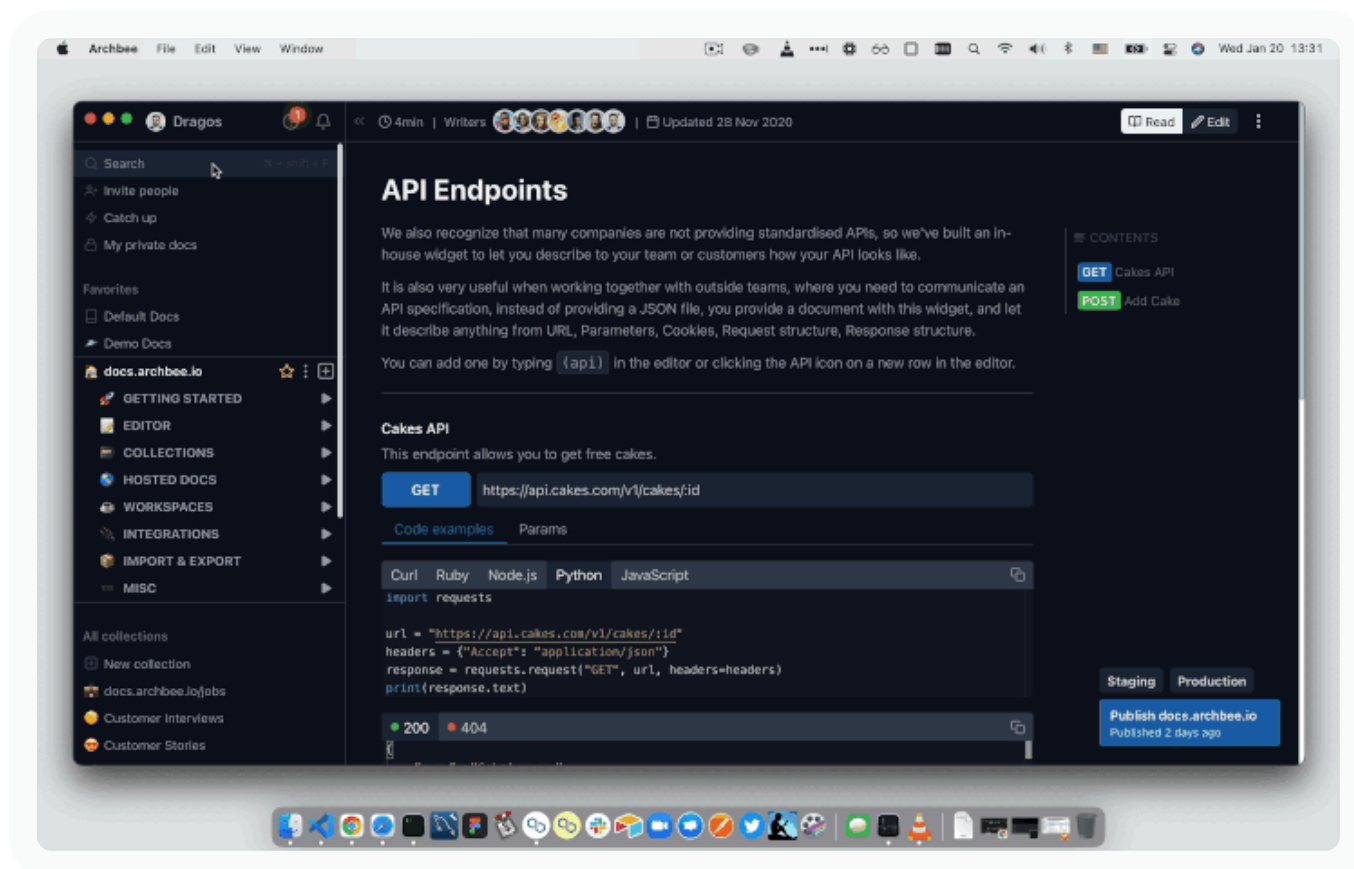 Archbee File Edit View Window
Wed Jan 20 13:31
Dragos
1
4min | Writers | Updated 28 Nov 2020
Read Edit
Search ⌘ + shift + F
Invite people
Catch up
My private docs
Favorites
Default Docs
Demo Docs
docs.archbee.io
GETTING STARTED
EDITOR
COLLECTIONS
HOSTED DOCS
WORKSPACES
INTEGRATIONS
IMPORT & EXPORT
MISC
All collections
New collection
docs.archbee.io/jobs
Customer Interviews
Customer Stories
API Endpoints
We also recognize that many companies are not providing standardised APIs, so we've built an in-
house widget to let you describe to your team or customers how your API looks like.
It is also very useful when working together with outside teams, where you need to communicate an
API specification, instead of providing a JSON file, you provide a document with this widget, and let
it describe anything from URL, Parameters, Cookies, Request structure, Response structure.
You can add one by typing (api) in the editor or clicking the API icon on a new row in the editor.
Cakes API
This endpoint allows you to get free cakes.
GET https://api.cakes.com/v1/cakes/:id
Code examples Params
Curl Ruby Node.js Python JavaScript
import requests
url = "https://api.cakes.com/v1/cakes/:id"
headers = {"Accept": "application/json"}
response = requests.request("GET", url, headers=headers)
print(response.text)
200 404
{
CONTENTS
GET Cakes API
POST Add Cake
Staging Production
Publish docs.archbee.io
Published 2 days ago